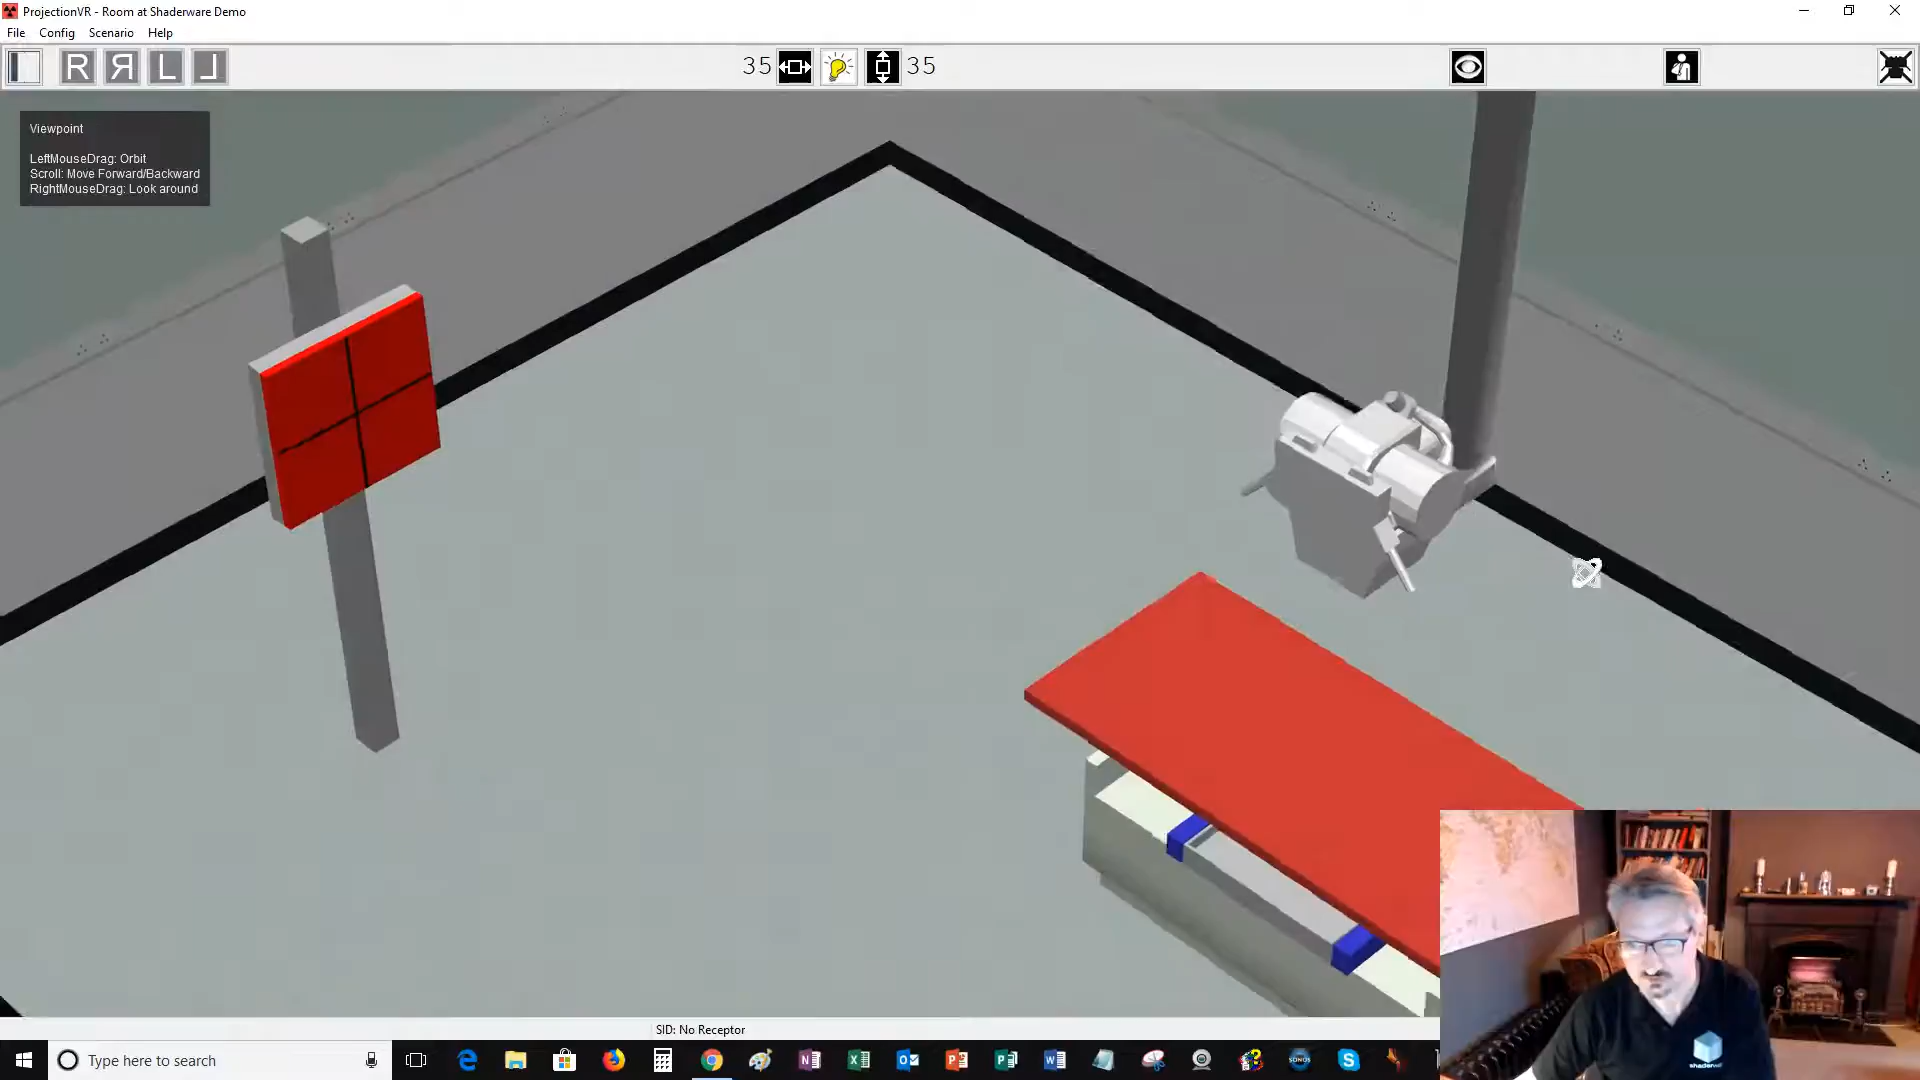 ProjectionVR - Room at Shaderware Demo
File Config Scenario Help
R R L L 35 35
Viewpoint
LeftMouseDrag: Orbit
Scroll: Move Forward/Backward
RightMouseDrag: Look around
SID: No Receptor
Type here to search
SONOS